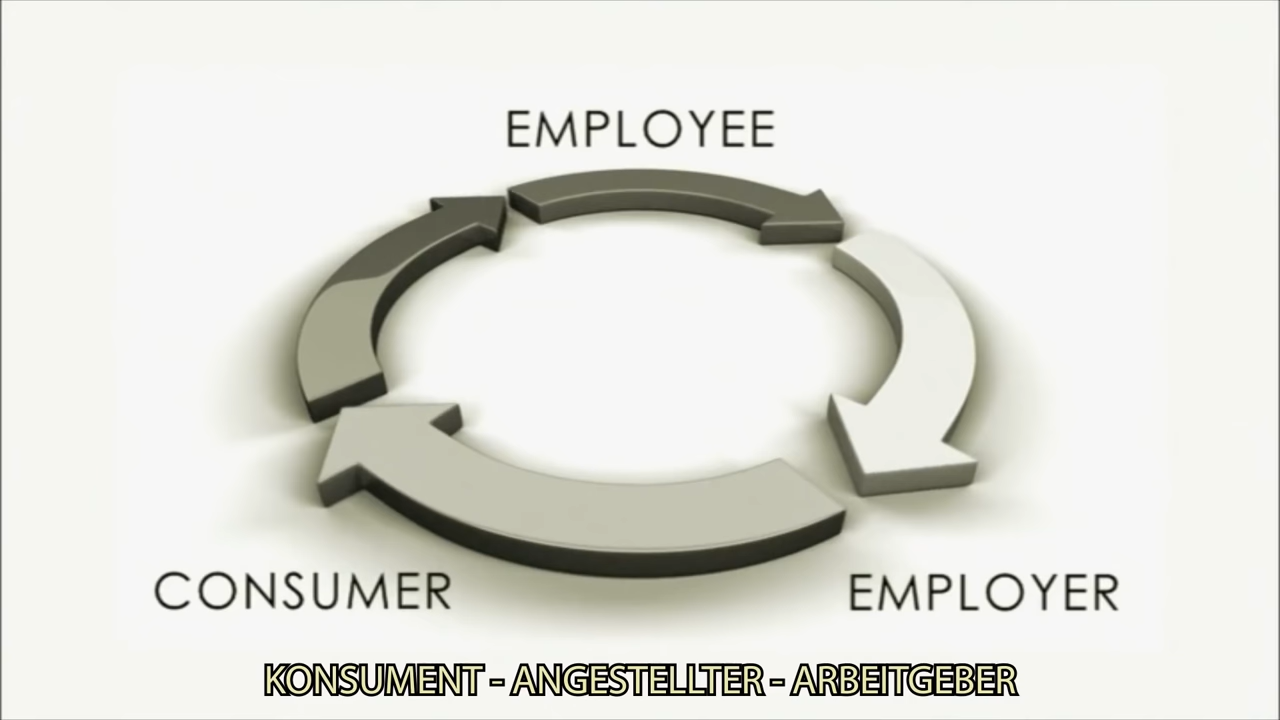 EMPLOYEE
CONSUMER
EMPLOYER
KONSUMENT - ANGESTELLTER - ARBEITGEBER